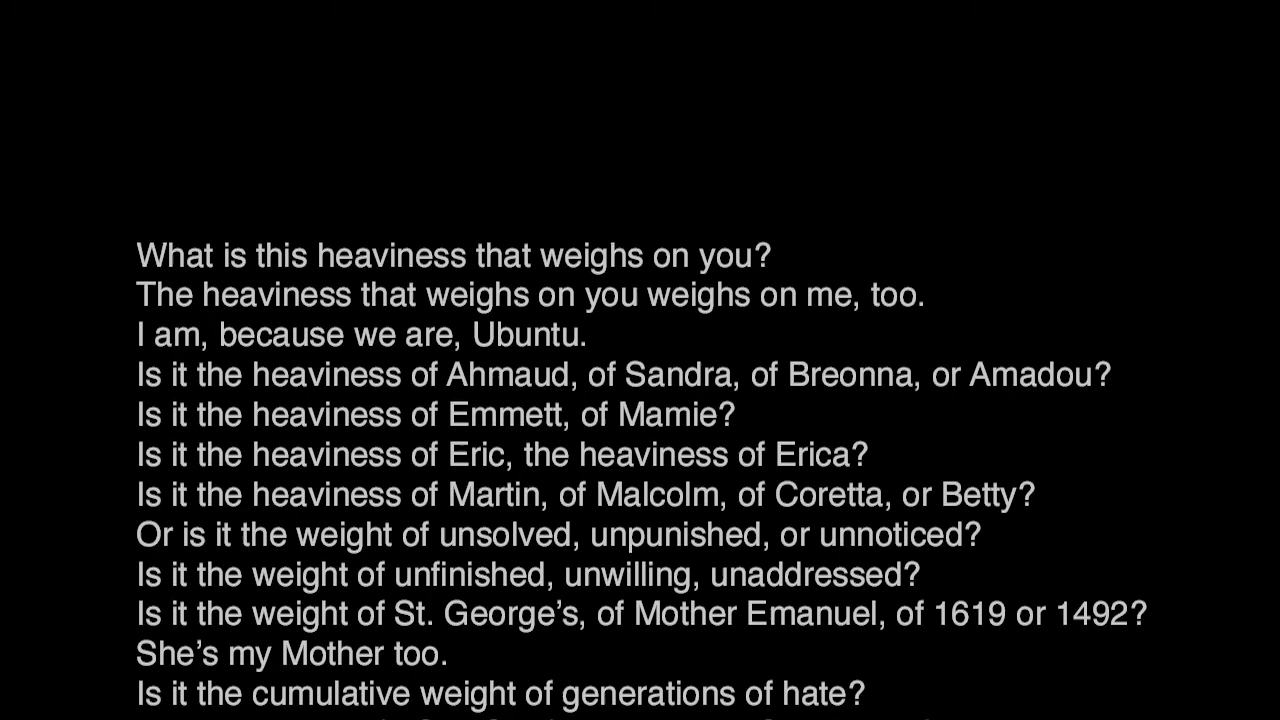 What is this heaviness that weighs on you?
The heaviness that weighs on you weighs on me, too.
I am, because we are, Ubuntu.
Is it the heaviness of Ahmaud, of Sandra, of Breonna, or Amadou?
Is it the heaviness of Emmett, of Mamie?
Is it the heaviness of Eric, the heaviness of Erica?
Is it the heaviness of Martin, of Malcolm, of Coretta, or Betty?
Or is it the weight of unsolved, unpunished, or unnoticed?
Is it the weight of unfinished, unwilling, unaddressed?
Is it the weight of St. George’s, of Mother Emanuel, of 1619 or 1492?
She’s my Mother too.
Is it the cumulative weight of generations of hate?